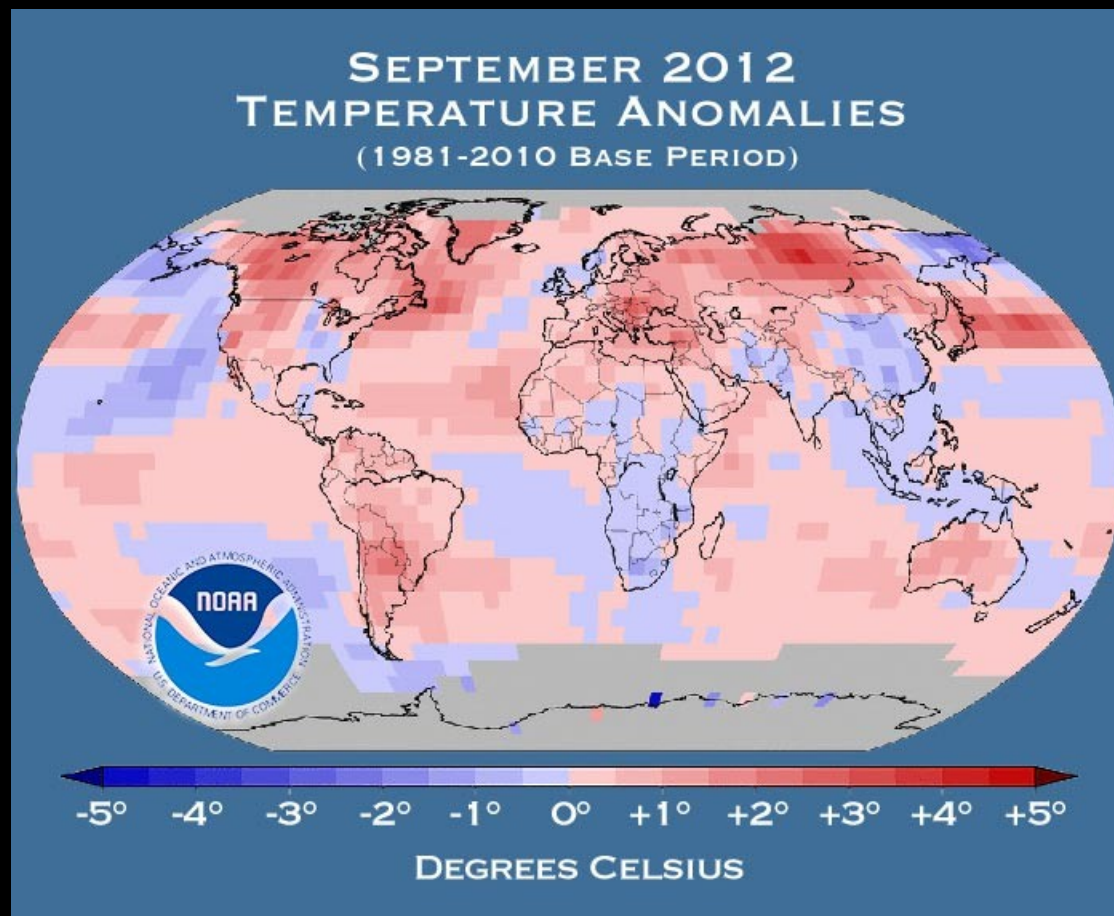 SEPTEMBER 2012
TEMPERATURE ANOMALIES
(1981-2010 BASE PERIOD)
NATIONAL OCEANIC AND ATMOSPHERIC ADMINISTRATION
NOAA
U.S. DEPARTMENT OF COMMERCE
-5° -4° -3° -2° -1° 0° +1° +2° +3° +4° +5°
DEGREES CELSIUS